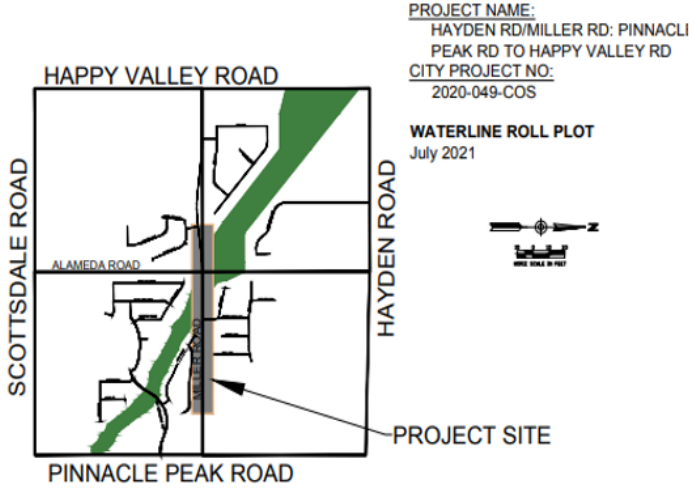 PROJECT NAME:
HAYDEN RD/MILLER RD: PINNACLE
PEAK RD TO HAPPY VALLEY RD
CITY PROJECT NO:
2020-049-COS
WATERLINE ROLL PLOT
July 2021
N
HAPPY VALLEY ROAD
SCOTTSDALE ROAD
HAYDEN ROAD
ALAMEDA ROAD
MILLER ROAD
PROJECT SITE
PINNACLE PEAK ROAD